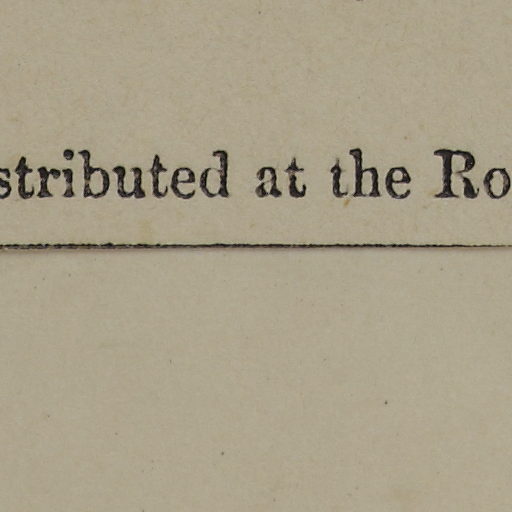 stributed at the Ro